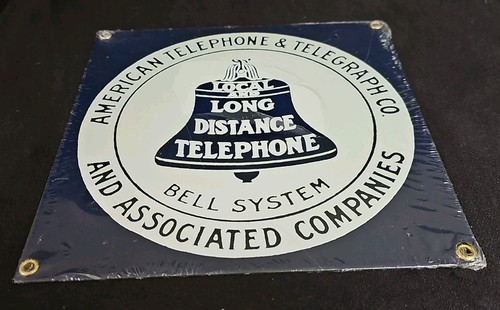 AMERICAN TELEPHONE & TELEGRAPH CO.
LOCAL
AND
LONG
DISTANCE
TELEPHONE
BELL SYSTEM
AND ASSOCIATED COMPANIES